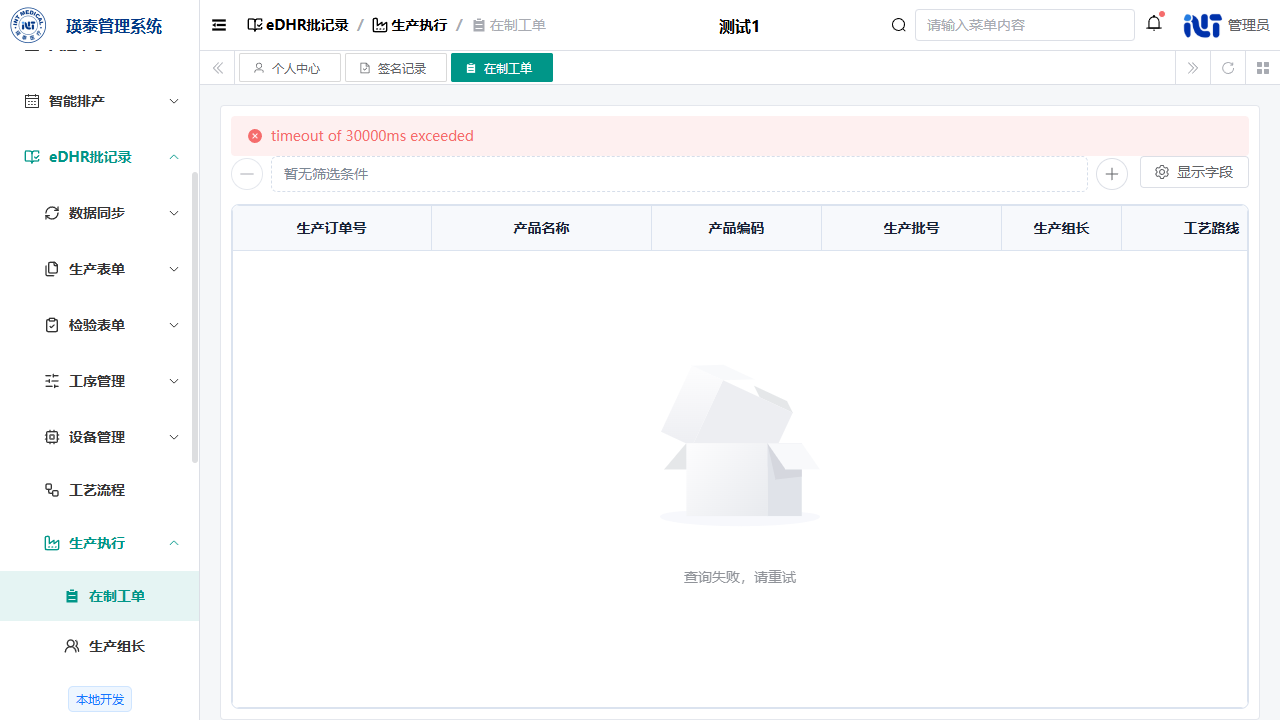 瑛泰管理系统
eDHR批记录 / 生产执行 / 在制工单
测试1
请输入菜单内容
管理员
个人中心
签名记录
在制工单
智能排产
eDHR批记录
数据同步
生产表单
检验表单
工序管理
设备管理
工艺流程
生产执行
在制工单
生产组长
本地开发
timeout of 30000ms exceeded
暂无筛选条件
显示字段
生产订单号 产品名称 产品编码 生产批号 生产组长 工艺路线
查询失败，请重试